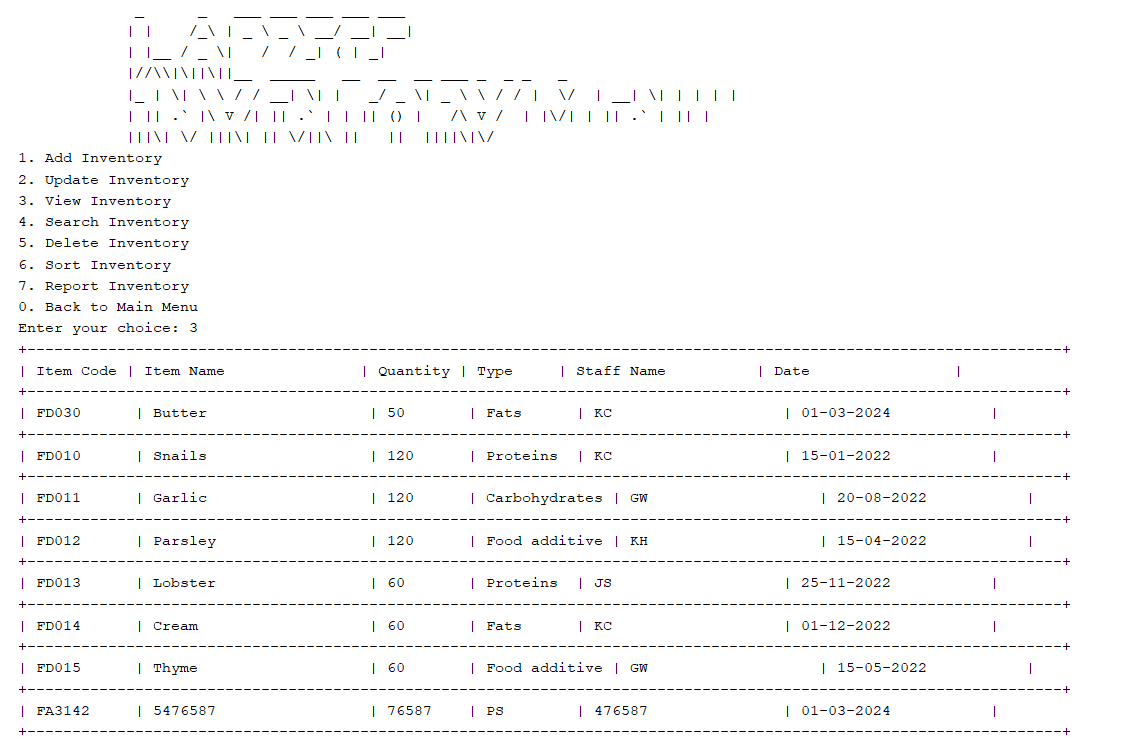 1. Add Inventory
2. Update Inventory
3. View Inventory
4. Search Inventory
5. Delete Inventory
6. Sort Inventory
7. Report Inventory
0. Back to Main Menu
Enter your choice: 3
| Item Code | Item Name | Quantity | Type | Staff Name | Date |
| FD030 | Butter | 50 | Fats | KC | 01-03-2024 |
| FD010 | Snails | 120 | Proteins | KC | 15-01-2022 |
| FD011 | Garlic | 120 | Carbohydrates | GW | 20-08-2022 |
| FD012 | Parsley | 120 | Food additive | KH | 15-04-2022 |
| FD013 | Lobster | 60 | Proteins | JS | 25-11-2022 |
| FD014 | Cream | 60 | Fats | KC | 01-12-2022 |
| FD015 | Thyme | 60 | Food additive | GW | 15-05-2022 |
| FA3142 | 5476587 | 76587 | PS | 476587 | 01-03-2024 |